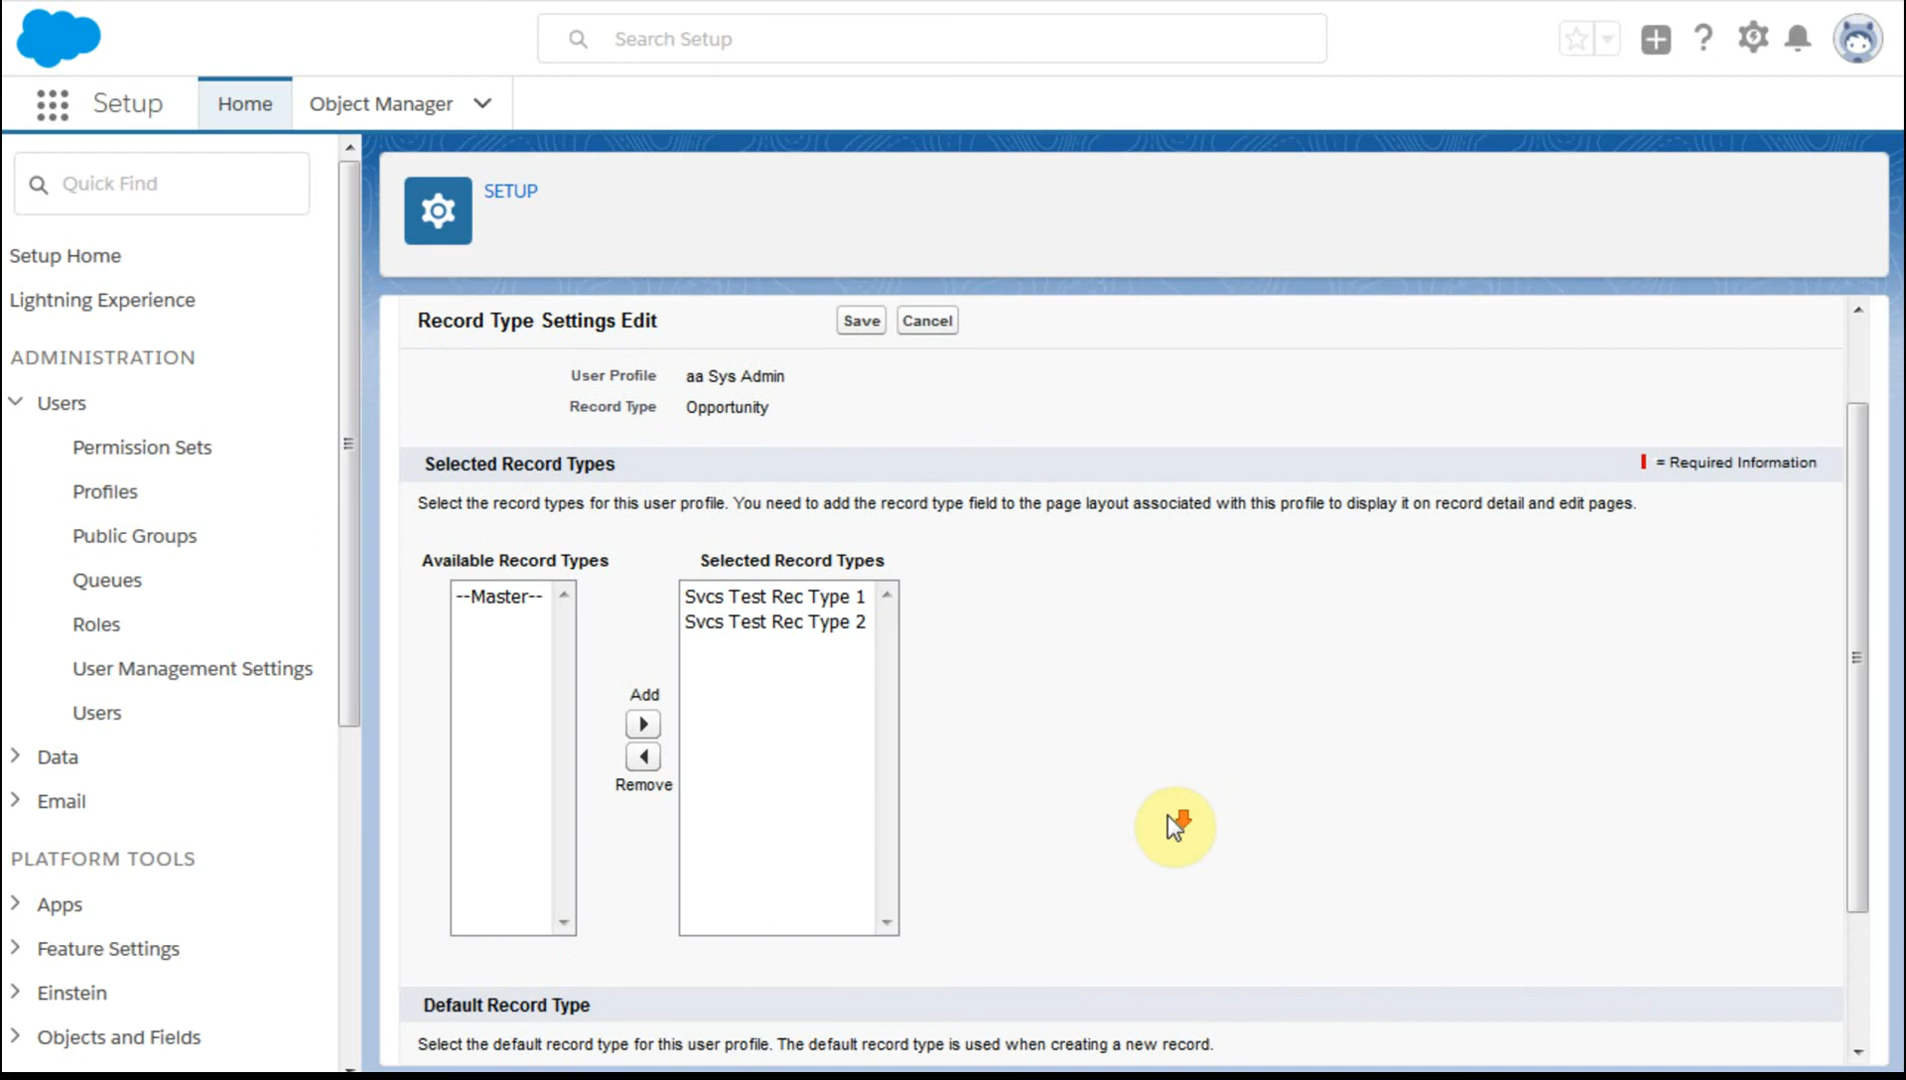 Search Setup
Setup
Home
Object Manager
Quick Find
Setup Home
Lightning Experience
ADMINISTRATION
Users
Permission Sets
Profiles
Public Groups
Queues
Roles
User Management Settings
Users
Data
Email
PLATFORM TOOLS
Apps
Feature Settings
Einstein
Objects and Fields
SETUP
Record Type Settings Edit
Save
Cancel
User Profile aa Sys Admin
Record Type Opportunity
Selected Record Types
= Required Information
Select the record types for this user profile. You need to add the record type field to the page layout associated with this profile to display it on record detail and edit pages.
Available Record Types
--Master--
Add
Remove
Selected Record Types
Svcs Test Rec Type 1
Svcs Test Rec Type 2
Default Record Type
Select the default record type for this user profile. The default record type is used when creating a new record.